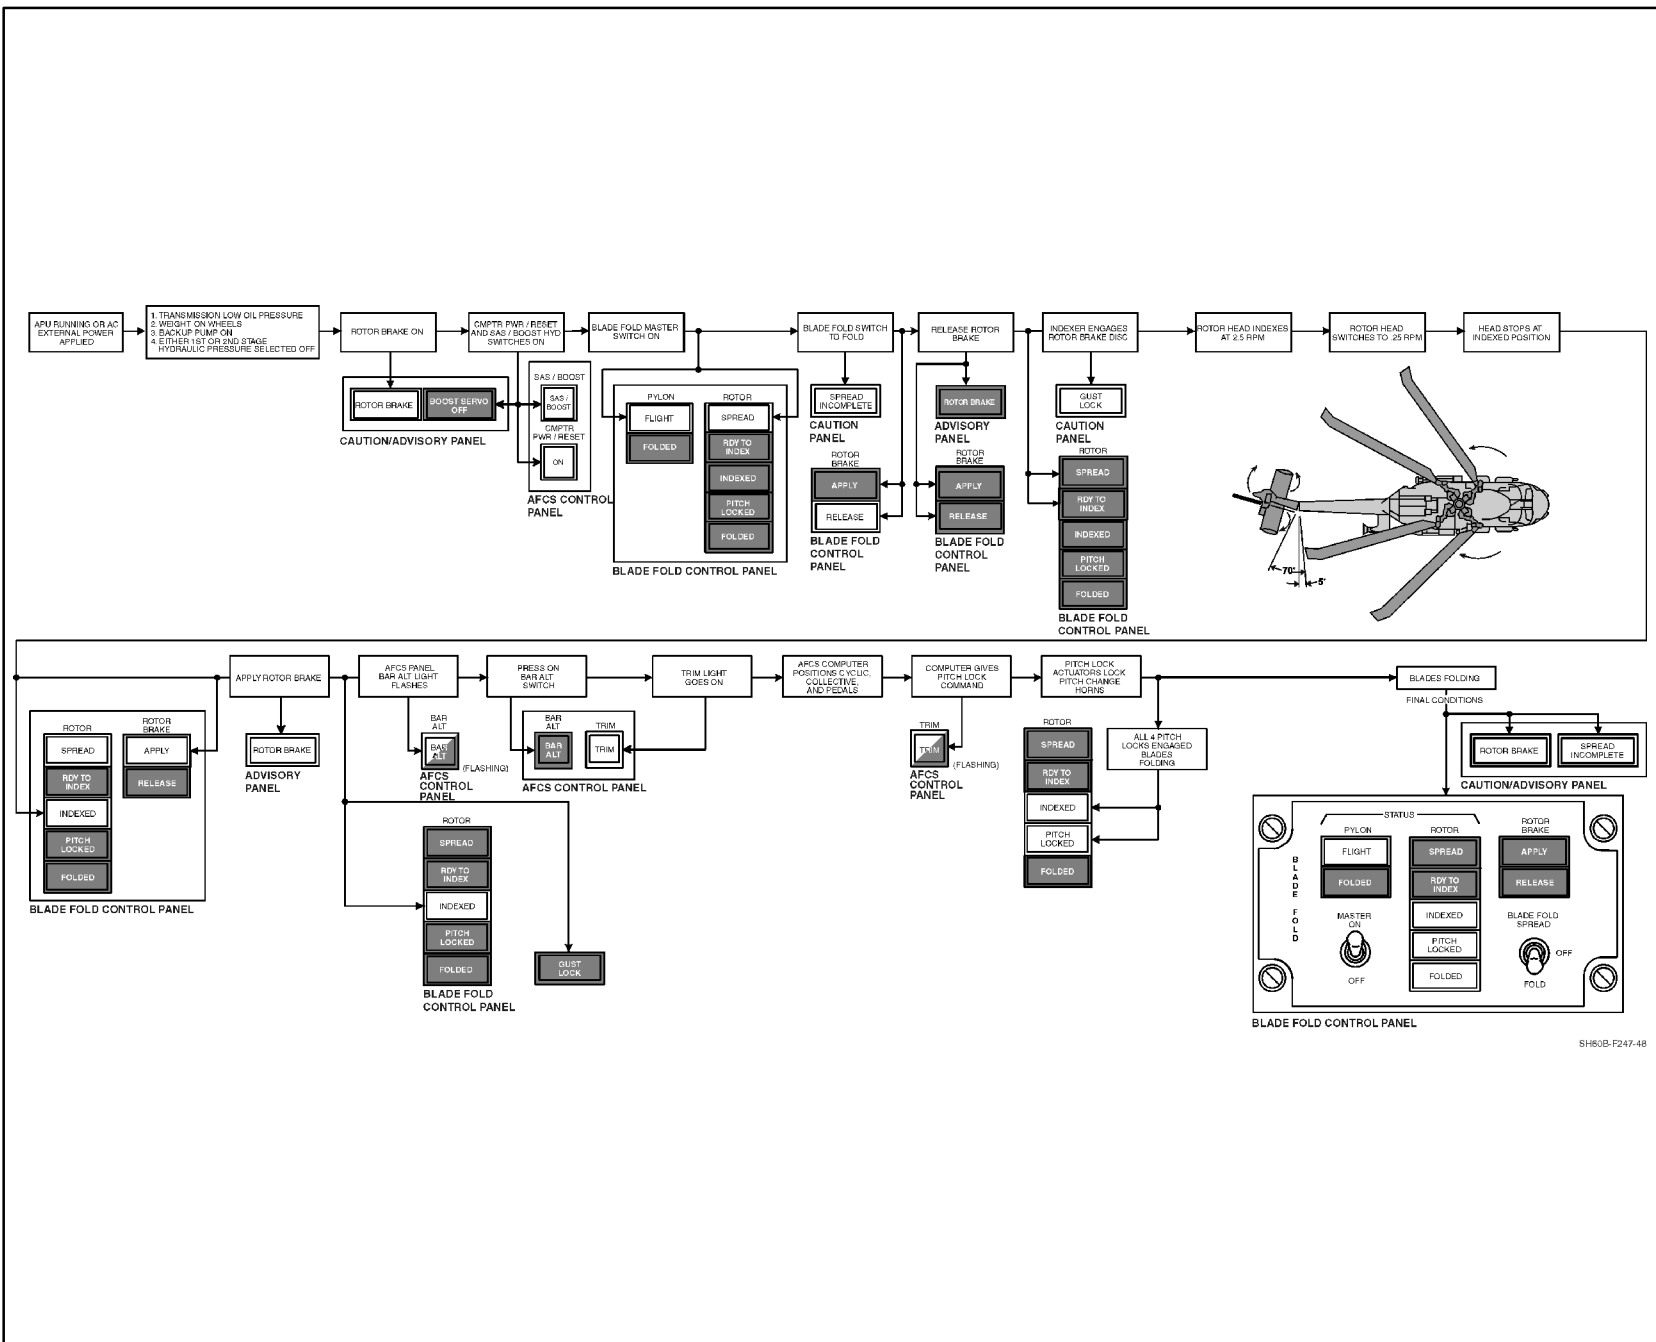 APU RUNNING OR AC
EXTERNAL POWER
APPLIED
1. TRANSMISSION LOW OIL PRESSURE
2. WEIGHT ON WHEELS
3. BACKUP PUMP ON
4. EITHER 1ST OR 2ND STAGE
HYDRAULIC PRESSURE SELECTED OFF
ROTOR BRAKE ON
CMPTR PWR / RESET
AND SAS / BOOST HYD
SWITCHES ON
BLADE FOLD MASTER
SWITCH ON
BLADE FOLD SWITCH
TO FOLD
RELEASE ROTOR
BRAKE
INDEXER ENGAGES
ROTOR BRAKE DISC
ROTOR HEAD INDEXES
AT 2.5 RPM
ROTOR HEAD
SWITCHES TO .25 RPM
HEAD STOPS AT
INDEXED POSITION
ROTOR BRAKE
BOOST SERVO
OFF
CAUTION/ADVISORY PANEL
SAS / BOOST
SAS /
BOOST
CMPTR
PWR / RESET
ON
AFCS CONTROL
PANEL
PYLON
FLIGHT
FOLDED
ROTOR
SPREAD
RDY TO
INDEX
INDEXED
PITCH
LOCKED
FOLDED
BLADE FOLD CONTROL PANEL
SPREAD
INCOMPLETE
CAUTION
PANEL
ROTOR
BRAKE
APPLY
RELEASE
BLADE FOLD
CONTROL
PANEL
ROTOR BRAKE
ADVISORY
PANEL
ROTOR
BRAKE
APPLY
RELEASE
BLADE FOLD
CONTROL
PANEL
GUST
LOCK
CAUTION
PANEL
ROTOR
SPREAD
RDY TO
INDEX
INDEXED
PITCH
LOCKED
FOLDED
BLADE FOLD
CONTROL PANEL
70°
5°
APPLY ROTOR BRAKE
AFCS PANEL
BAR ALT LIGHT
FLASHES
PRESS ON
BAR ALT
SWITCH
TRIM LIGHT
GOES ON
AFCS COMPUTER
POSITIONS CYCLIC,
COLLECTIVE,
AND PEDALS
COMPUTER GIVES
PITCH LOCK
COMMAND
PITCH LOCK
ACTUATORS LOCK
PITCH CHANGE
HORNS
BLADES FOLDING
FINAL CONDITIONS
ROTOR
SPREAD
RDY TO
INDEX
INDEXED
PITCH
LOCKED
FOLDED
ROTOR
BRAKE
APPLY
RELEASE
BLADE FOLD CONTROL PANEL
ROTOR BRAKE
ADVISORY
PANEL
BAR
ALT
BAR
ALT
(FLASHING)
AFCS
CONTROL
PANEL
BAR
ALT
BAR
ALT
TRIM
TRIM
AFCS CONTROL PANEL
ROTOR
SPREAD
RDY TO
INDEX
INDEXED
PITCH
LOCKED
FOLDED
BLADE FOLD
CONTROL PANEL
GUST
LOCK
TRIM
TRIM
(FLASHING)
AFCS
CONTROL
PANEL
ROTOR
SPREAD
RDY TO
INDEX
INDEXED
PITCH
LOCKED
FOLDED
ALL 4 PITCH
LOCKS ENGAGED
BLADES
FOLDING
ROTOR BRAKE
SPREAD
INCOMPLETE
CAUTION/ADVISORY PANEL
BLADE FOLD
STATUS
PYLON
FLIGHT
FOLDED
MASTER
ON
OFF
ROTOR
SPREAD
RDY TO
INDEX
INDEXED
PITCH
LOCKED
FOLDED
ROTOR
BRAKE
APPLY
RELEASE
BLADE FOLD
SPREAD
OFF
FOLD
BLADE FOLD CONTROL PANEL
SH60B-F247-48